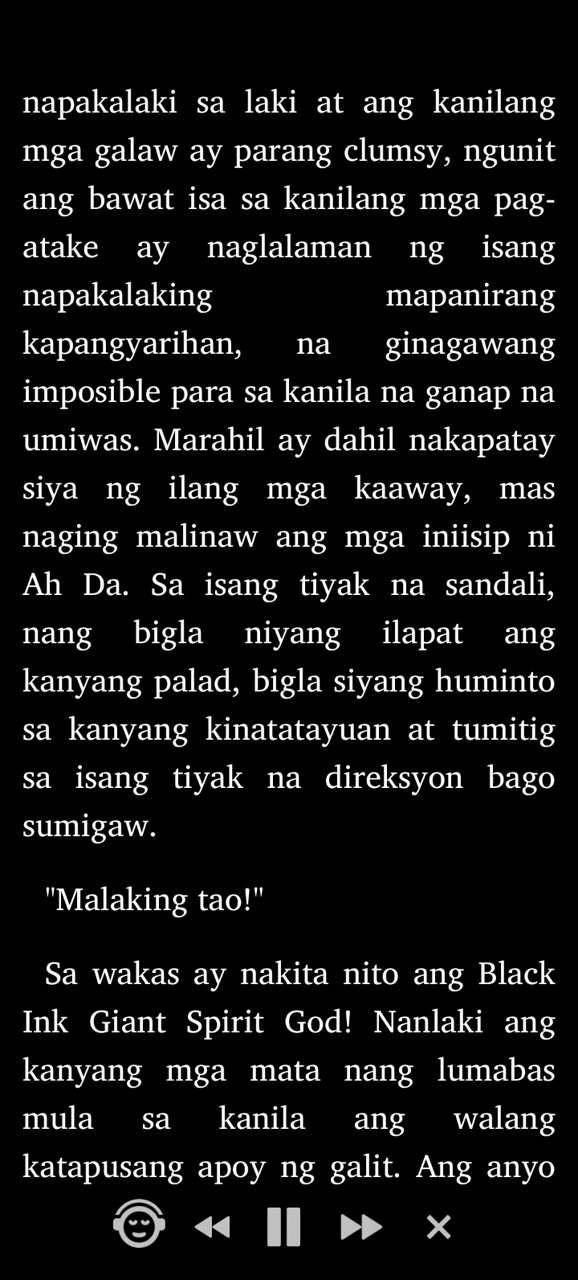 napakalaki sa laki at ang kanilang
mga galaw ay parang clumsy, ngunit
ang bawat isa sa kanilang mga pag-
atake ay naglalaman ng isang
napakalaking mapanirang
kapangyarihan, na ginagawang
imposible para sa kanila na ganap na
umiwas. Marahil ay dahil nakapatay
siya ng ilang mga kaaway, mas
naging malinaw ang mga iniisip ni
Ah Da. Sa isang tiyak na sandali,
nang bigla niyang ilapat ang
kanyang palad, bigla siyang huminto
sa kanyang kinatatayuan at tumitig
sa isang tiyak na direksyon bago
sumigaw.
"Malaking tao!"
Sa wakas ay nakita nito ang Black
Ink Giant Spirit God! Nanlaki ang
kanyang mga mata nang lumabas
mula sa kanila ang walang
katapusang apoy ng galit. Ang anyo